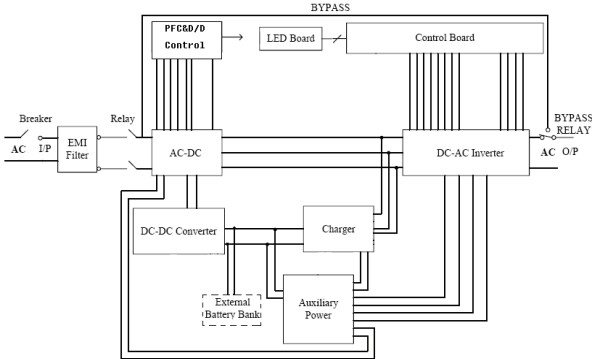 BYPASS
PFC&D/D
Control
LED Board
Control Board
Breaker
Relay
BYPASS
RELAY
AC I/P
EMI
Filter
AC-DC
DC-AC Inverter
AC O/P
DC-DC Converter
Charger
External
Battery Bank
Auxiliary
Power